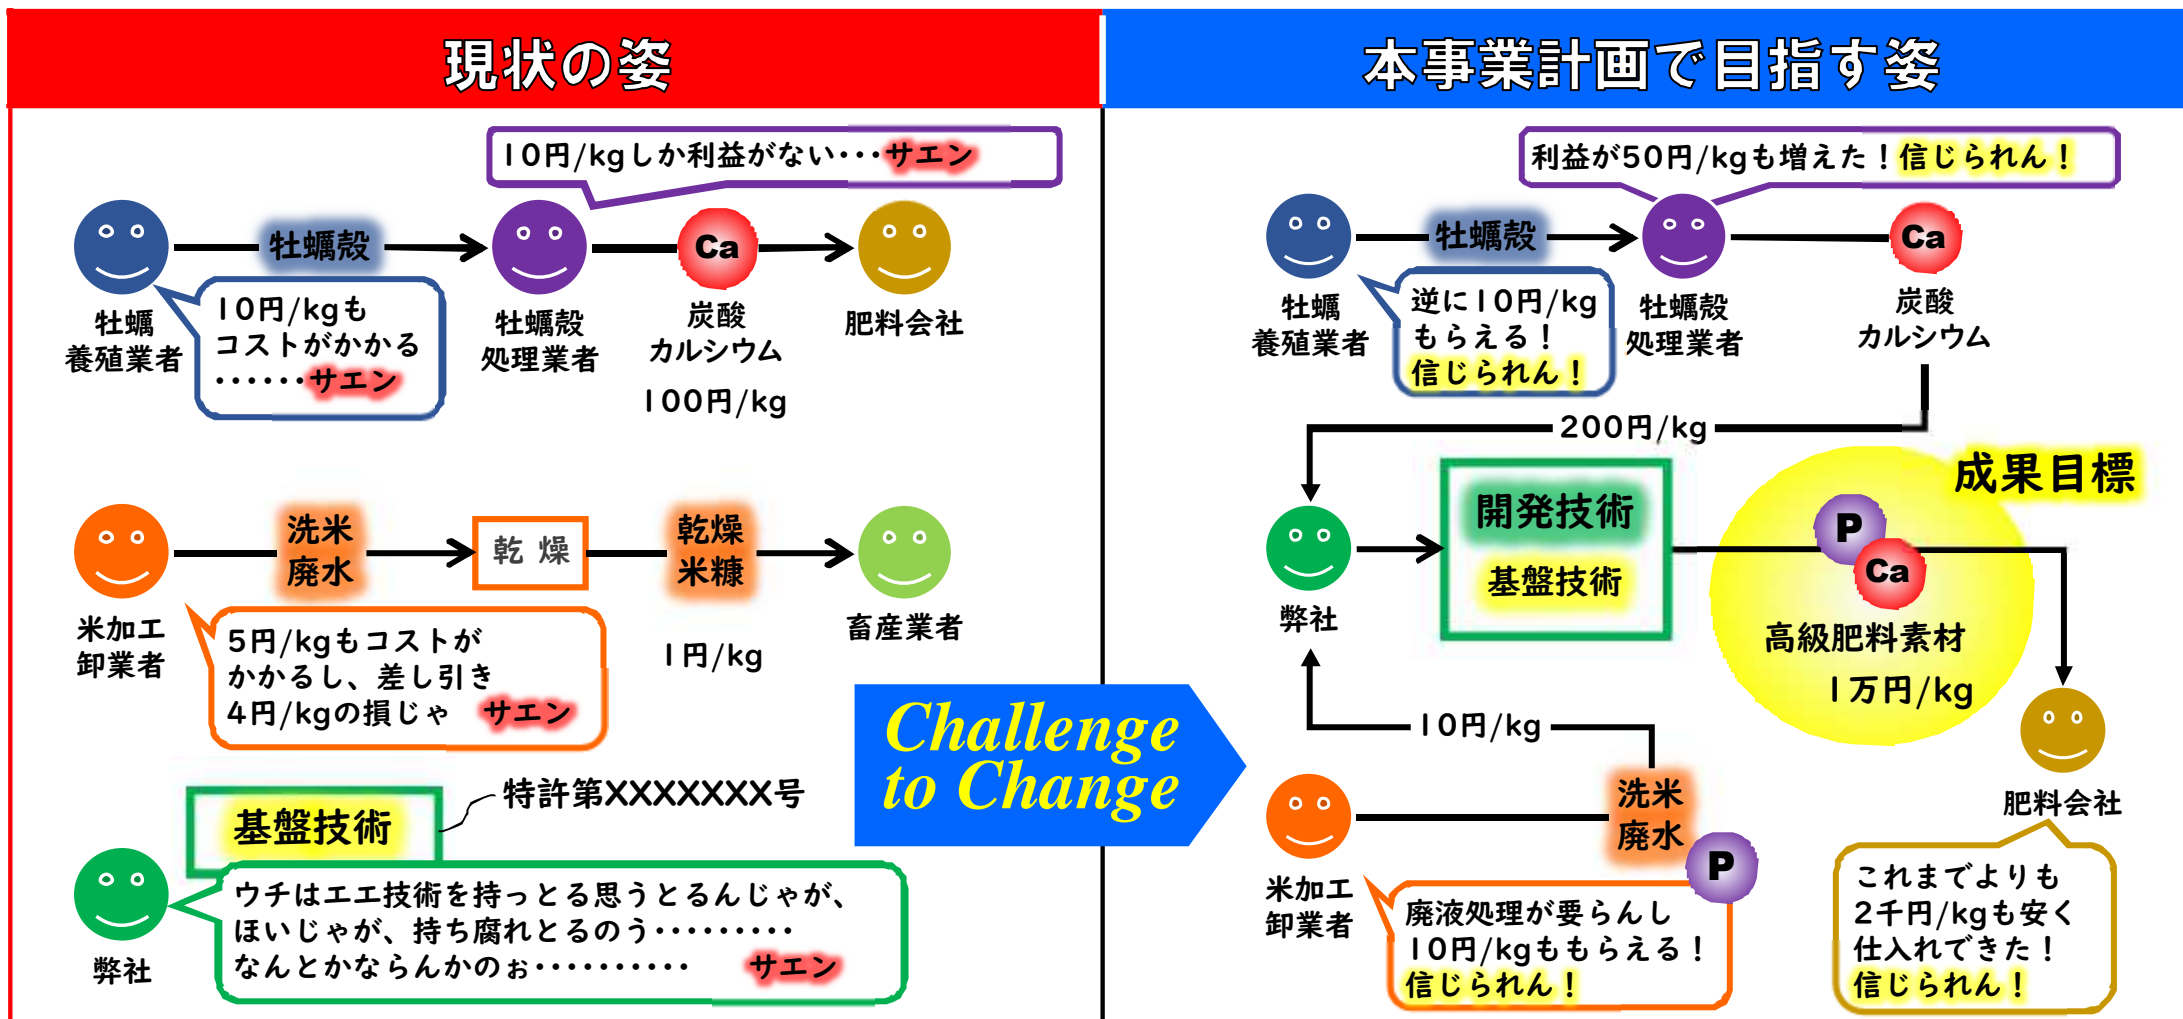 現状の姿
10円/kgしか利益がない･･･サエン
牡蠣殻
Ca
牡蠣
養殖業者
10円/kgも
コストがかかる
･･････サエン
牡蠣殻
処理業者
炭酸
カルシウム
100円/kg
肥料会社
洗米
廃水
乾 燥
乾燥
米糠
米加工
卸業者
5円/kgもコストが
かかるし、差し引き
4円/kgの損じゃ サエン
1円/kg
畜産業者
基盤技術
特許第XXXXXXX号
弊社
ウチはエエ技術を持っとる思うとるんじゃが、
ほいじゃが、持ち腐れとるのう･････････
なんとかならんかのぉ･･････････ サエン
Challenge
to Change
本事業計画で目指す姿
利益が50円/kgも増えた！信じられん！
牡蠣殻
Ca
牡蠣
養殖業者
逆に10円/kg
もらえる！
信じられん！
牡蠣殻
処理業者
炭酸
カルシウム
200円/kg
成果目標
開発技術
基盤技術
P
Ca
弊社
高級肥料素材
1万円/kg
10円/kg
洗米
廃水
P
米加工
卸業者
廃液処理が要らんし
10円/kgももらえる！
信じられん！
肥料会社
これまでよりも
2千円/kgも安く
仕入れできた！
信じられん！